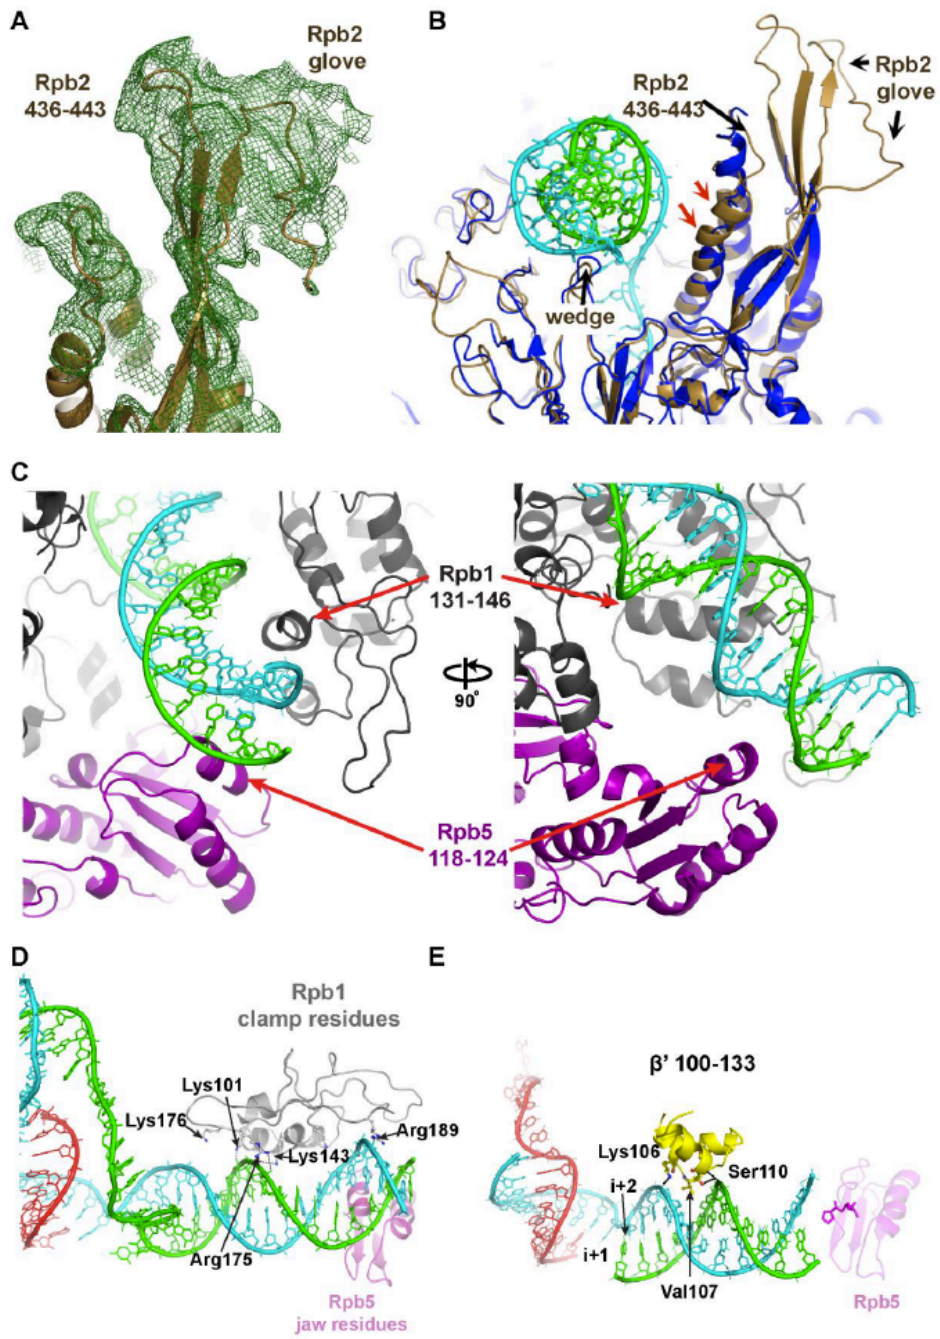 A
Rpb2
glove
Rpb2
436-443
B
Rpb2
436-443
Rpb2
glove
wedge
C
Rpb1
131-146
90°
Rpb5
118-124
D
Rpb1
clamp residues
Lys101
Lys176
Arg189
Lys143
Arg175
Rpb5
jaw residues
E
β' 100-133
Lys106
Ser110
i+2
i+1
Val107
Rpb5